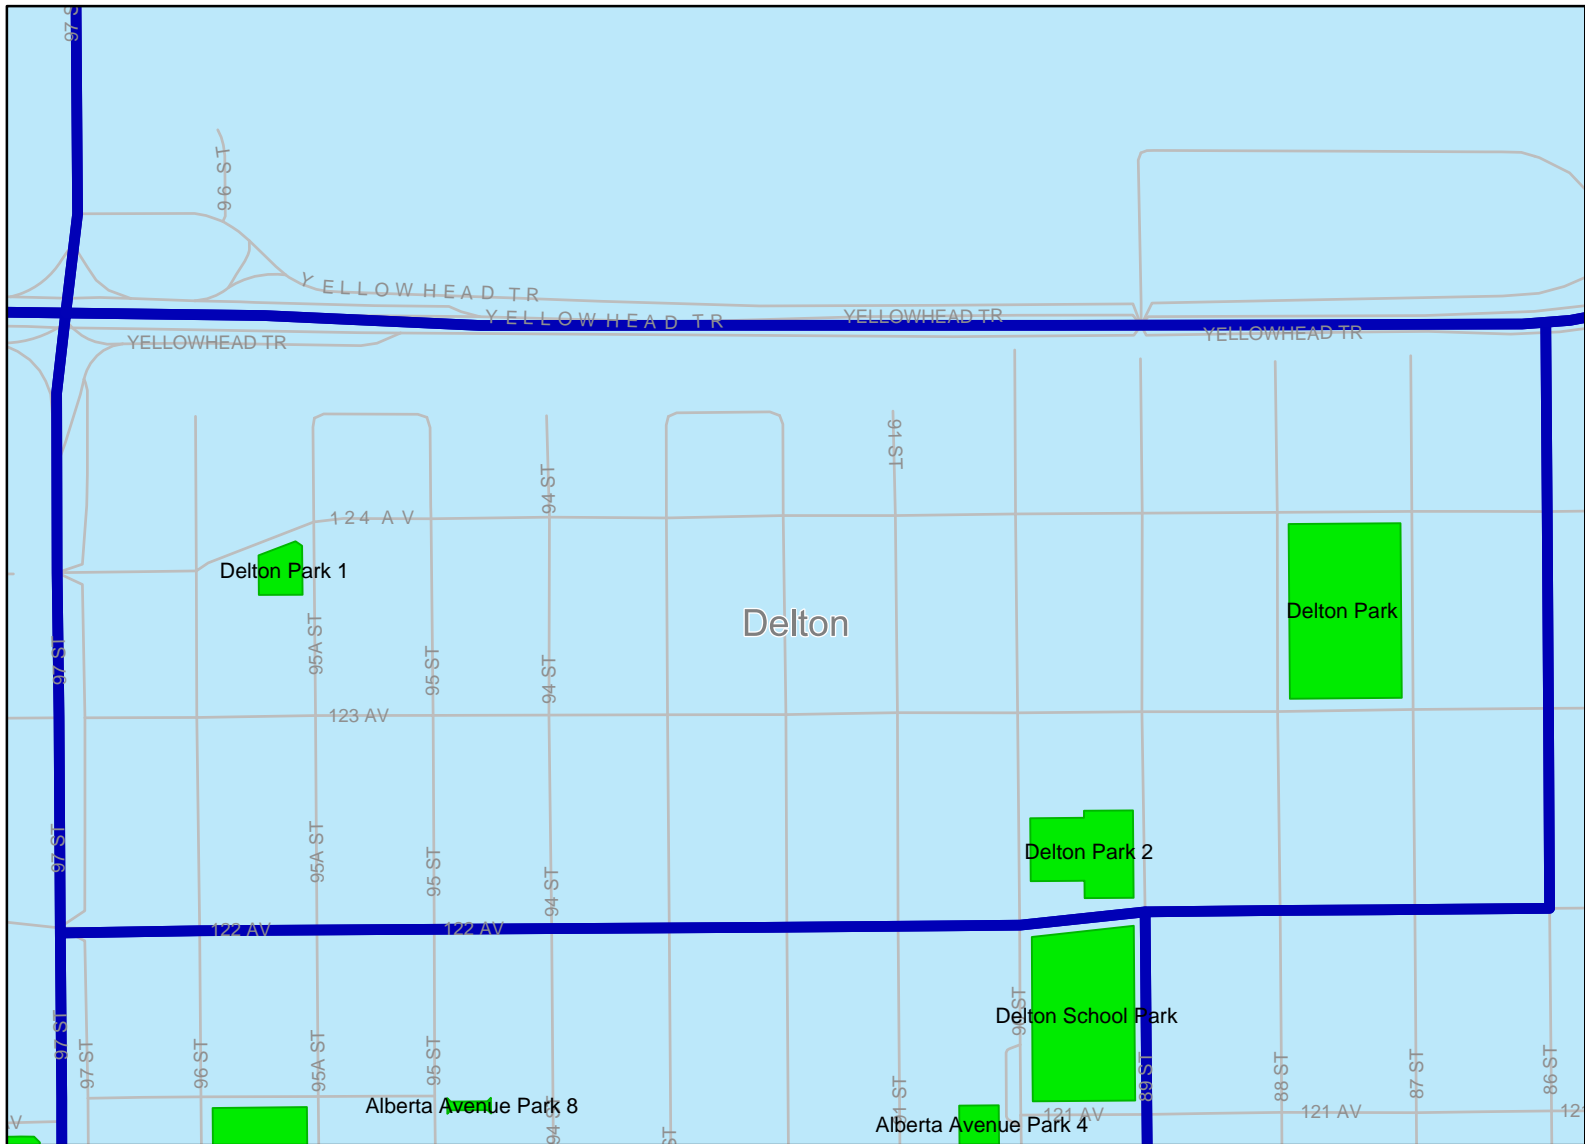 97 S
96 ST
YELLOWHEAD TR
YELLOWHEAD TR
YELLOWHEAD TR
YELLOWHEAD TR
YELLOWHEAD TR
91 ST
94 ST
124 AV
Delton Park 1
Delton
Delton Park
95A ST
97 ST
95 ST
94 ST
123 AV
97 ST
95A ST
95 ST
94 ST
Delton Park 2
122 AV
122 AV
Delton School Park
97 ST
97 ST
96 ST
95A ST
95 ST
91 ST
89 ST
88 ST
87 ST
86 ST
Alberta Avenue Park 8
94 ST
ST
Alberta Avenue Park 4
121 AV
121 AV